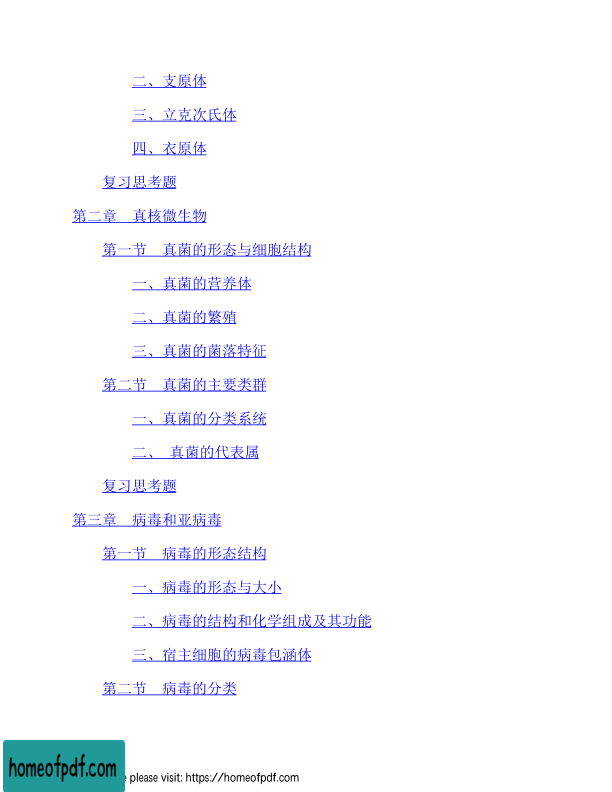 二、支原体
三、立克次氏体
四、衣原体
复习思考题
第二章　真核微生物
第一节　真菌的形态与细胞结构
一、真菌的营养体
二、真菌的繁殖
三、真菌的菌落特征
第二节　真菌的主要类群
一、真菌的分类系统
二、 真菌的代表属
复习思考题
第三章　病毒和亚病毒
第一节　病毒的形态结构
一、病毒的形态与大小
二、病毒的结构和化学组成及其功能
三、宿主细胞的病毒包涵体
第二节　病毒的分类
homeofpdf.com please visit: https://homeofpdf.com